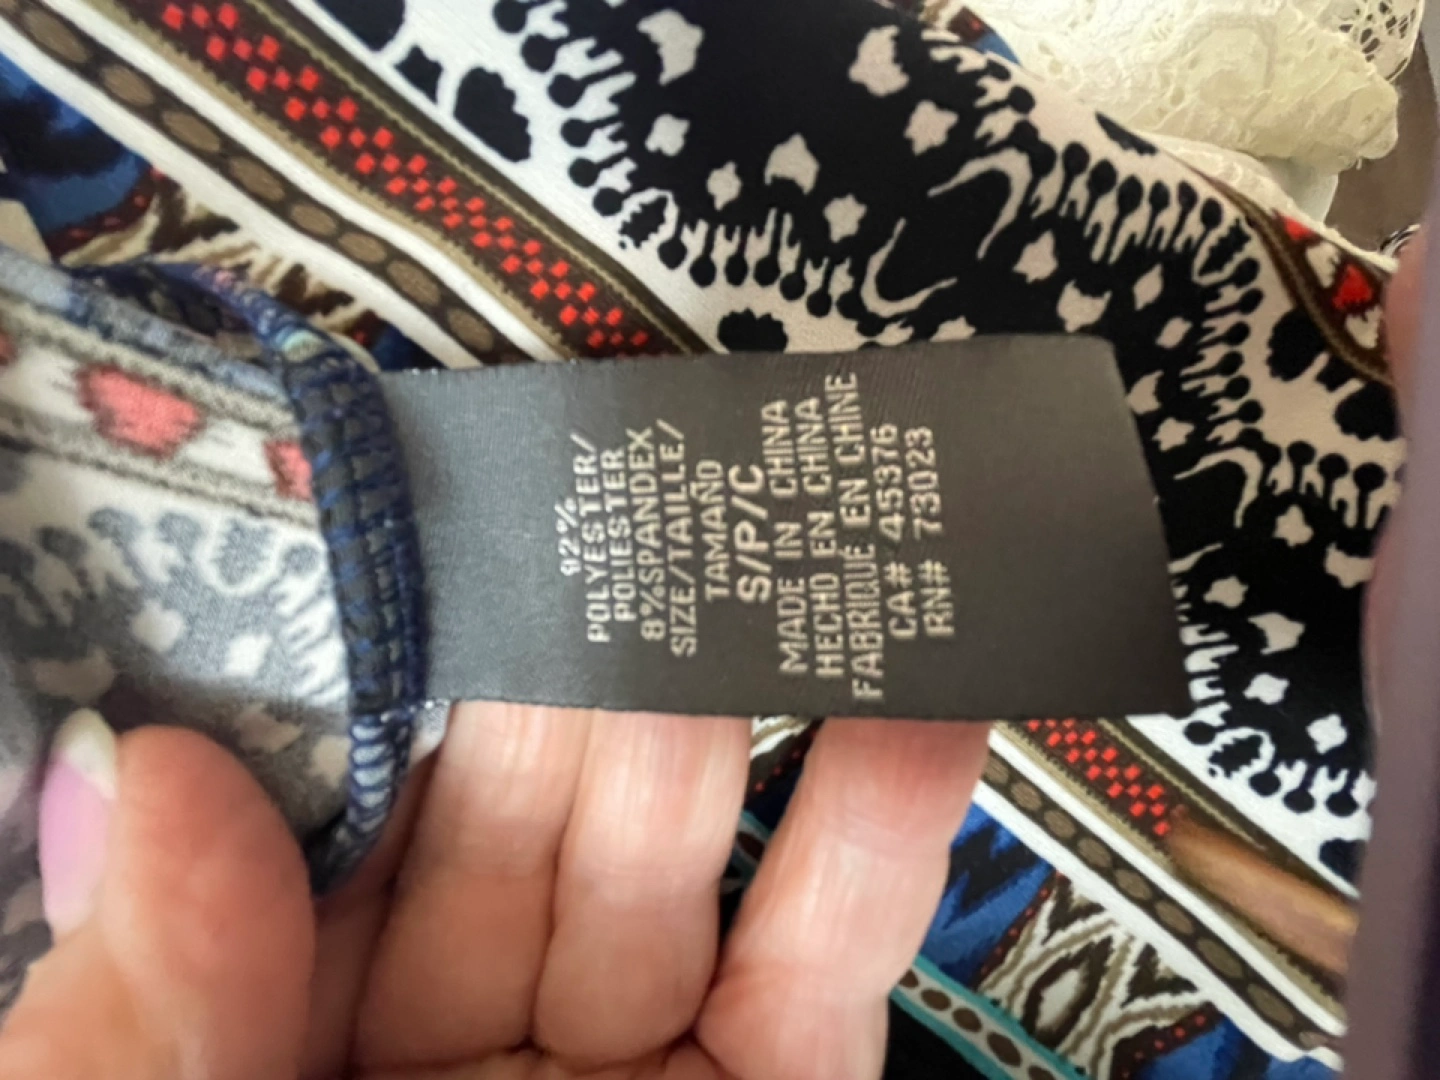 92%
POLYESTER/
POLIESTER
8%SPANDEX
SIZE/TAILLE/
TAMAÑO
S/P/C
MADE IN CHINA
HECHO EN CHINA
FABRIQUE EN CHINE
CA# 45376
RN# 73023